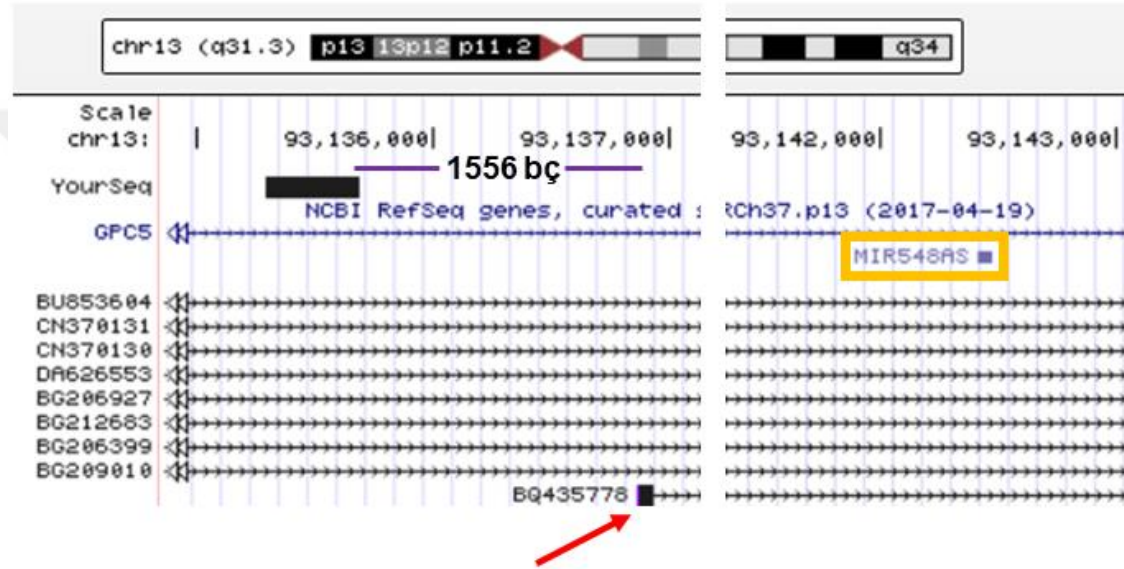 chr13 (q31.3) p13 13p12 p11.2 q34
Scale
chr13: | 93,136,000| 93,137,000| 93,142,000| 93,143,000|
1556 bç
YourSeq
NCBI RefSeq genes, curated RCh37.p13 (2017-04-19)
GPC5
MIR548AS
BU853604
CN370131
CN370130
DA626553
BG206927
BG212683
BG206399
BG209010
BQ435778